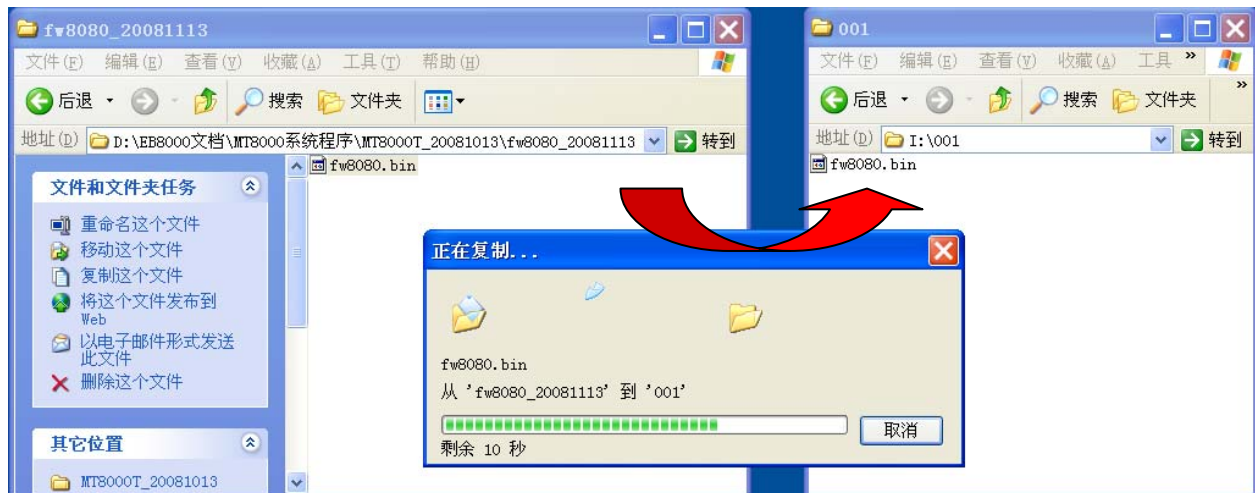 fw8080_20081113
文件(F) 编辑(E) 查看(V) 收藏(A) 工具(T) 帮助(H)
后退 搜索 文件夹
地址(D) D:\EB8000文档\MT8000系统程序\MT8000T_20081013\fw8080_20081113 转到
文件和文件夹任务
重命名这个文件
移动这个文件
复制这个文件
将这个文件发布到
Web
以电子邮件形式发送
此文件
删除这个文件
其它位置
MT8000T_20081013
fw8080.bin
001
文件(F) 编辑(E) 查看(V) 收藏(A) 工具 »
后退 搜索 文件夹 »
地址(D) I:\001 转到
fw8080.bin
正在复制...
fw8080.bin
从 'fw8080_20081113' 到 '001'
取消
剩余 10 秒